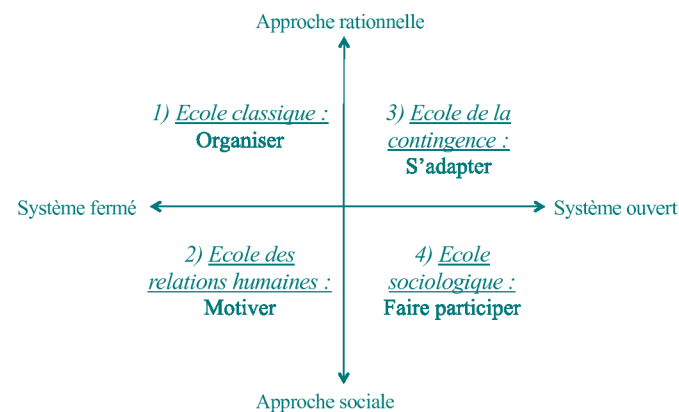 Approche rationnelle
1) Ecole classique :
Organiser
3) Ecole de la
contingence :
S'adapter
Système fermé
Système ouvert
2) Ecole des
relations humaines :
Motiver
4) Ecole
sociologique :
Faire participer
Approche sociale